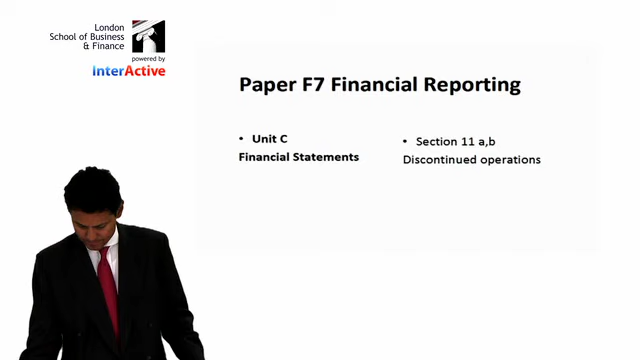 London
School of Business
& Finance
powered by
InterActive
Paper F7 Financial Reporting
• Unit C
Financial Statements
• Section 11 a,b
Discontinued operations